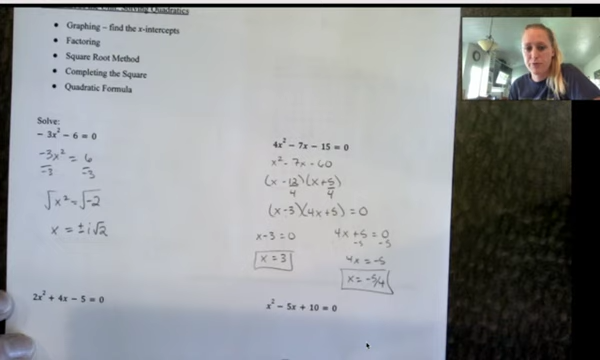 Solving Quadratics
• Graphing – find the x-intercepts
• Factoring
• Square Root Method
• Completing the Square
• Quadratic Formula
Solve:
− 3x² − 6 = 0
-3x² = 6
-3 -3
√x² = √-2
x = ±i√2
4x² − 7x − 15 = 0
x² - 7x - 60
(x - 12/4)(x + 5/4)
(x-3)(4x+5) = 0
x-3=0
x = 3
4x+5=0
-5 -5
4x = -5
x = -5/4
2x² + 4x − 5 = 0
x² − 5x + 10 = 0